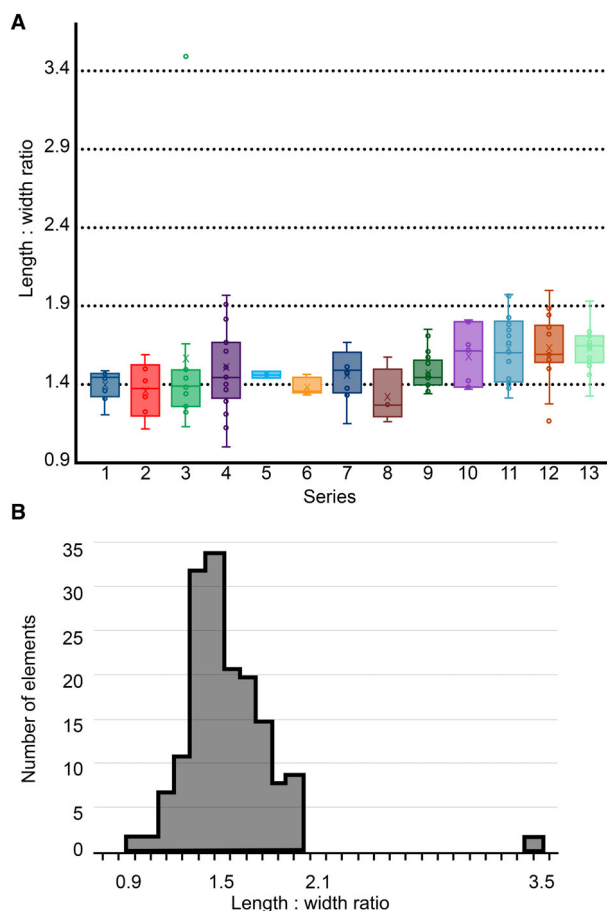 A
3.4
2.9
2.4
1.9
1.4
0.9
Length : width ratio
1 2 3 4 5 6 7 8 9 10 11 12 13
Series
B
35
30
25
20
15
10
5
0
Number of elements
0.9 1.5 2.1 3.5
Length : width ratio